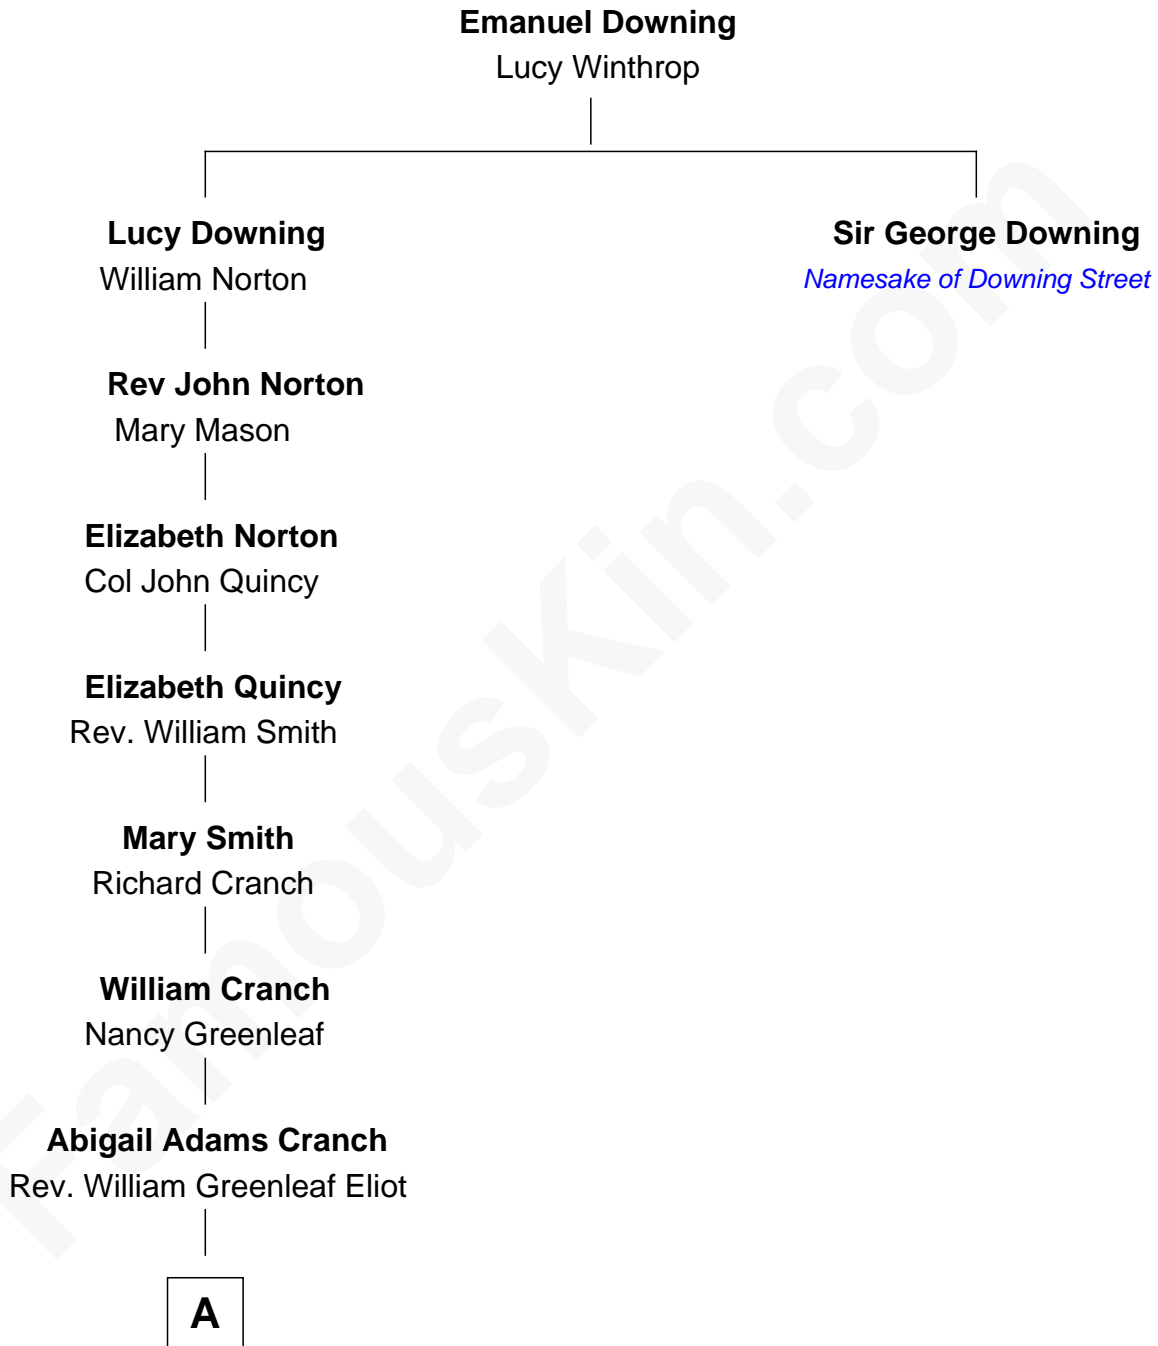 Emanuel Downing
Lucy Winthrop
Lucy Downing
William Norton
Sir George Downing
Namesake of Downing Street
Rev John Norton
Mary Mason
Elizabeth Norton
Col John Quincy
Elizabeth Quincy
Rev. William Smith
Mary Smith
Richard Cranch
William Cranch
Nancy Greenleaf
Abigail Adams Cranch
Rev. William Greenleaf Eliot
A
FamousKin.com